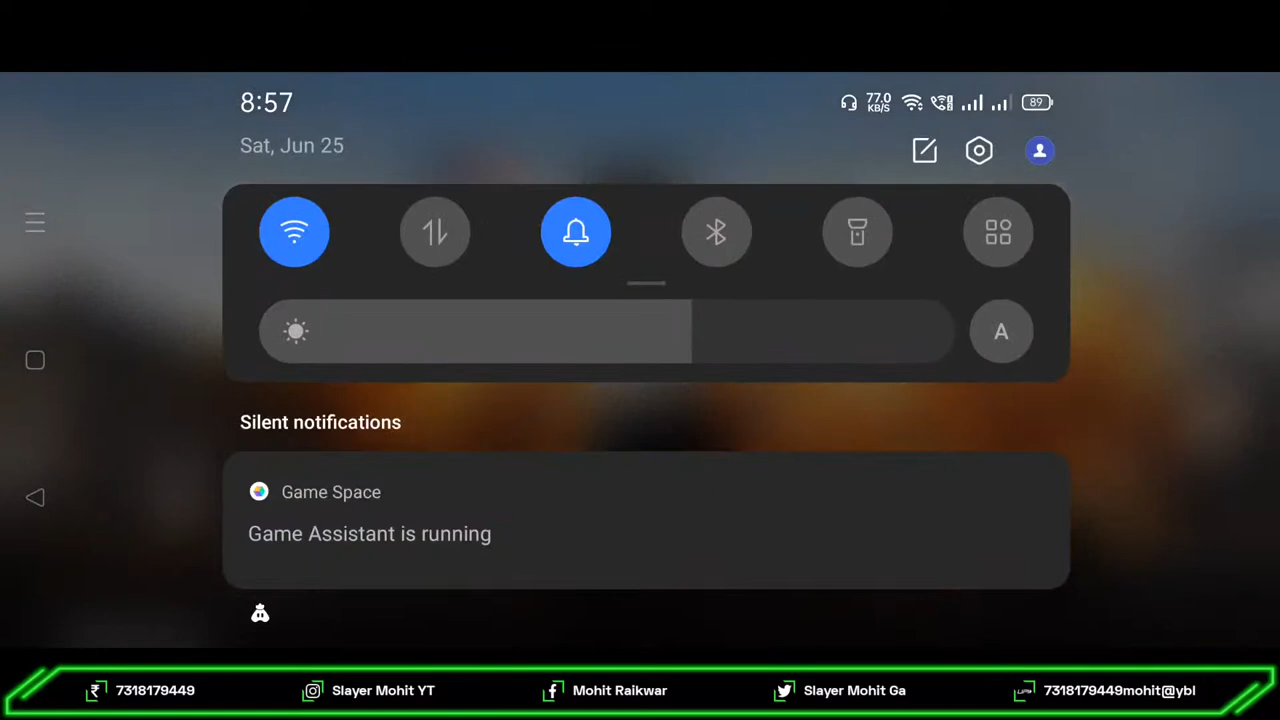 8:57
77.0
KB/S
89
Sat, Jun 25
A
Silent notifications
Game Space
Game Assistant is running
₹ 7318179449
Slayer Mohit YT
Mohit Raikwar
Slayer Mohit Ga
7318179449mohit@ybl